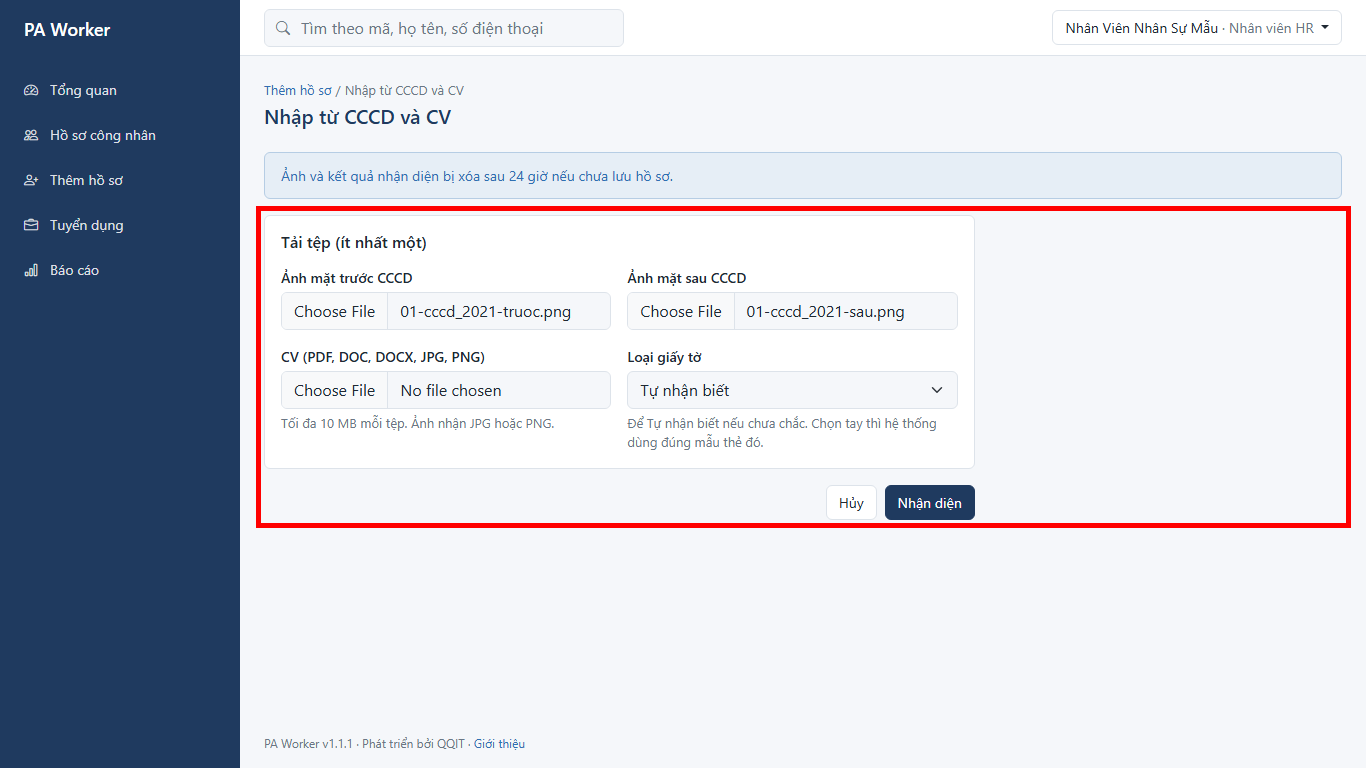 PA Worker
Tìm theo mã, họ tên, số điện thoại
Nhân Viên Nhân Sự Mẫu · Nhân viên HR
Tổng quan
Hồ sơ công nhân
Thêm hồ sơ
Tuyển dụng
Báo cáo
Thêm hồ sơ / Nhập từ CCCD và CV
Nhập từ CCCD và CV
Ảnh và kết quả nhận diện bị xóa sau 24 giờ nếu chưa lưu hồ sơ.
Tải tệp (ít nhất một)
Ảnh mặt trước CCCD
Choose File 01-cccd_2021-truoc.png
Ảnh mặt sau CCCD
Choose File 01-cccd_2021-sau.png
CV (PDF, DOC, DOCX, JPG, PNG)
Choose File No file chosen
Tối đa 10 MB mỗi tệp. Ảnh nhận JPG hoặc PNG.
Loại giấy tờ
Tự nhận biết
Để Tự nhận biết nếu chưa chắc. Chọn tay thì hệ thống
dùng đúng mẫu thẻ đó.
Hủy
Nhận diện
PA Worker v1.1.1 · Phát triển bởi QQIT · Giới thiệu